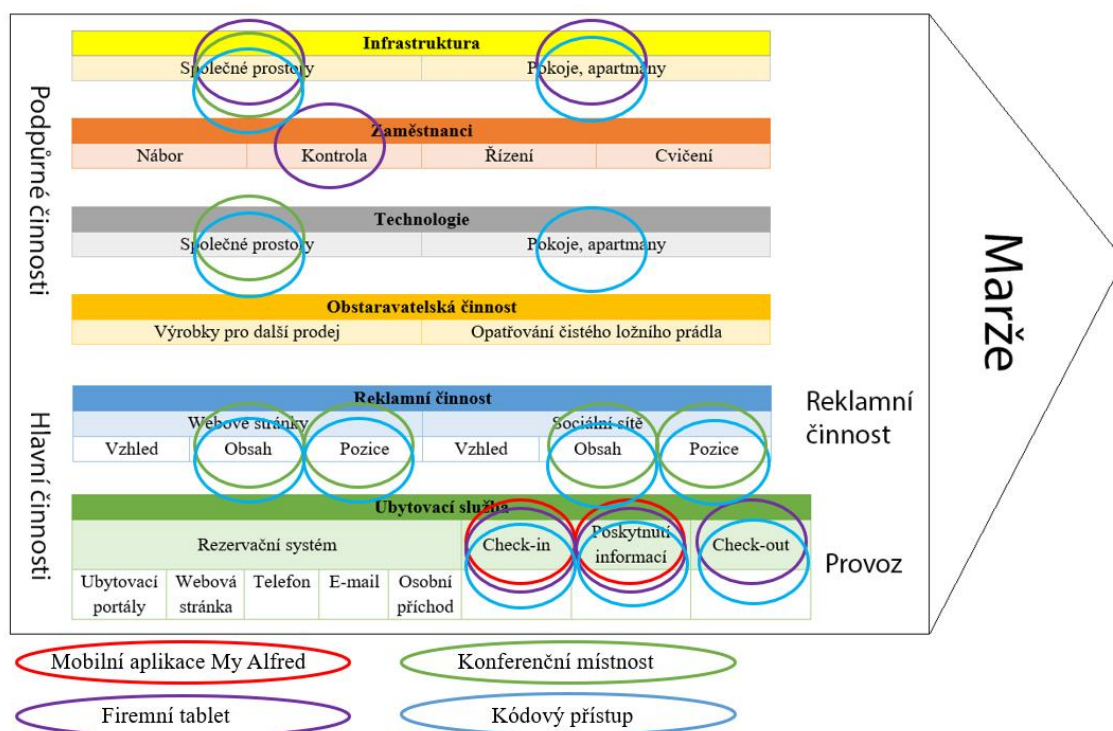 Podpůrné činnosti
Infrastruktura
Společné prostory Pokoje, apartmány
Zaměstnanci
Nábor Kontrola Řízení Cvičení
Technologie
Společné prostory Pokoje, apartmány
Obstaravatelská činnost
Výrobky pro další prodej Opatřování čistého ložního prádla
Hlavní činnosti
Reklamní činnost
Webové stránky Sociální sítě
Vzhled Obsah Pozice Vzhled Obsah Pozice
Reklamní
činnost
Ubytovací služba
Rezervační systém Check-in Poskytnutí
informací Check-out
Ubytovací
portály Webová
stránka Telefon E-mail Osobní
příchod
Provoz
Marže
Mobilní aplikace My Alfred Konferenční místnost
Firemní tablet Kódový přístup